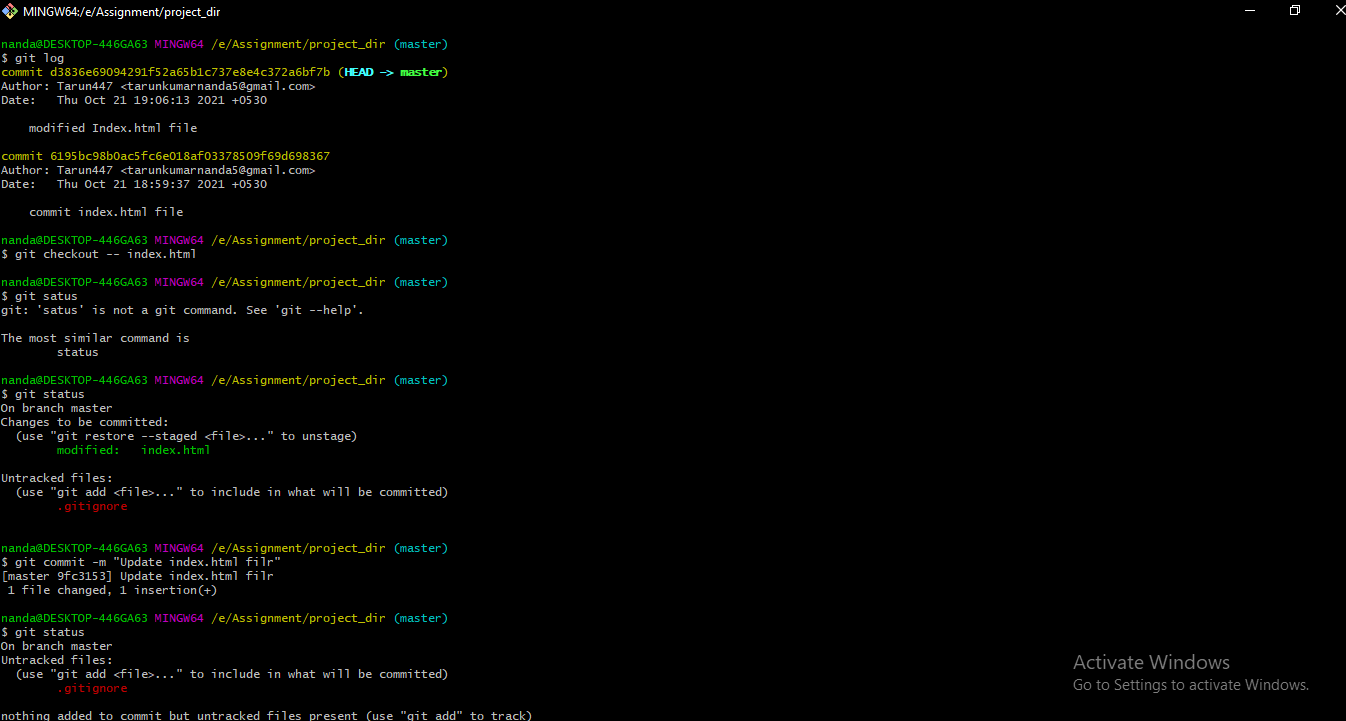 MINGW64:/e/Assignment/project_dir
nanda@DESKTOP-446GA63 MINGW64 /e/Assignment/project_dir (master)
$ git log
commit d3836e69094291f52a65b1c737e8e4c372a6bf7b (HEAD -> master)
Author: Tarun447 <tarunkumarnanda5@gmail.com>
Date:   Thu Oct 21 19:06:13 2021 +0530
modified Index.html file
commit 6195bc98b0ac5fc6e018af03378509f69d698367
Author: Tarun447 <tarunkumarnanda5@gmail.com>
Date:   Thu Oct 21 18:59:37 2021 +0530
commit index.html file
nanda@DESKTOP-446GA63 MINGW64 /e/Assignment/project_dir (master)
$ git checkout -- index.html
nanda@DESKTOP-446GA63 MINGW64 /e/Assignment/project_dir (master)
$ git satus
git: 'satus' is not a git command. See 'git --help'.
The most similar command is
status
nanda@DESKTOP-446GA63 MINGW64 /e/Assignment/project_dir (master)
$ git status
On branch master
Changes to be committed:
(use "git restore --staged <file>..." to unstage)
modified:   index.html
Untracked files:
(use "git add <file>..." to include in what will be committed)
.gitignore
nanda@DESKTOP-446GA63 MINGW64 /e/Assignment/project_dir (master)
$ git commit -m "Update index.html filr"
[master 9fc3153] Update index.html filr
1 file changed, 1 insertion(+)
nanda@DESKTOP-446GA63 MINGW64 /e/Assignment/project_dir (master)
$ git status
On branch master
Untracked files:
(use "git add <file>..." to include in what will be committed)
.gitignore
nothing added to commit but untracked files present (use "git add" to track)
Activate Windows
Go to Settings to activate Windows.